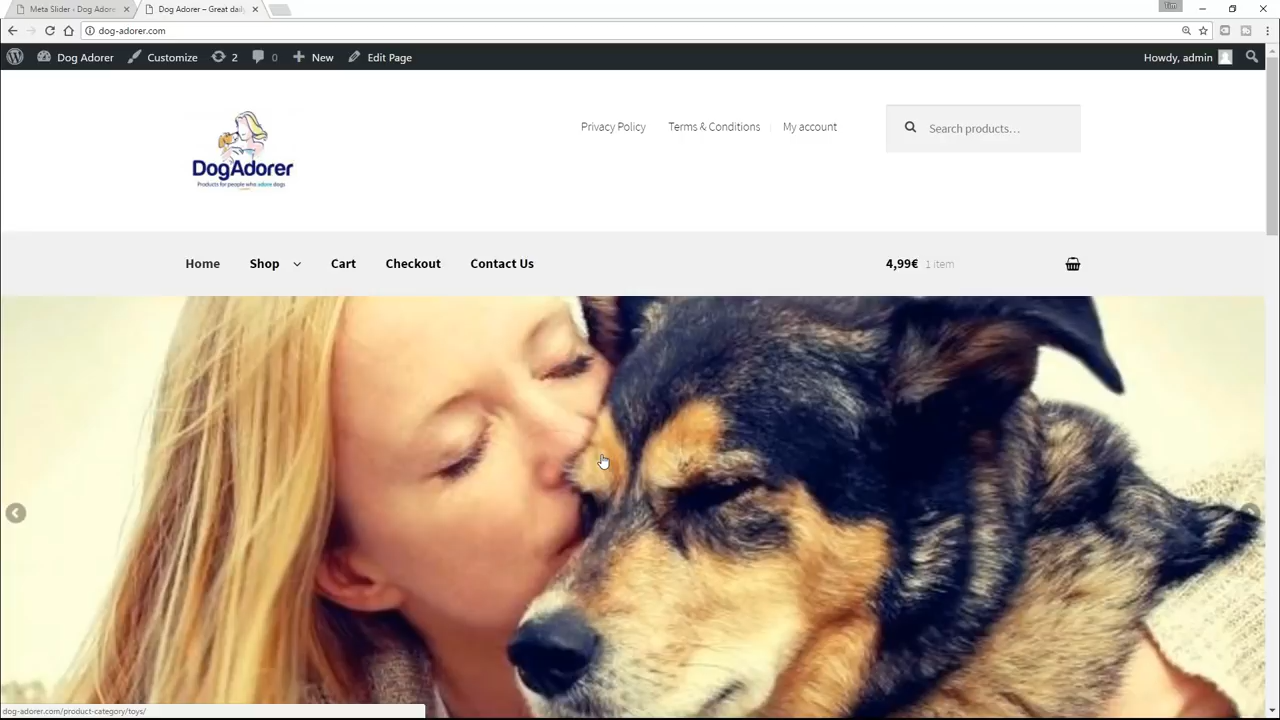 Meta Slider ‹ Dog Adore
Dog Adorer – Great dail
Tim
dog-adorer.com
Dog Adorer
Customize
2
0
New
Edit Page
Howdy, admin
DogAdorer
Products for people who adore dogs
Privacy Policy
Terms & Conditions
My account
Search products…
Home
Shop
Cart
Checkout
Contact Us
4,99€
1 item
dog-adorer.com/product-category/toys/